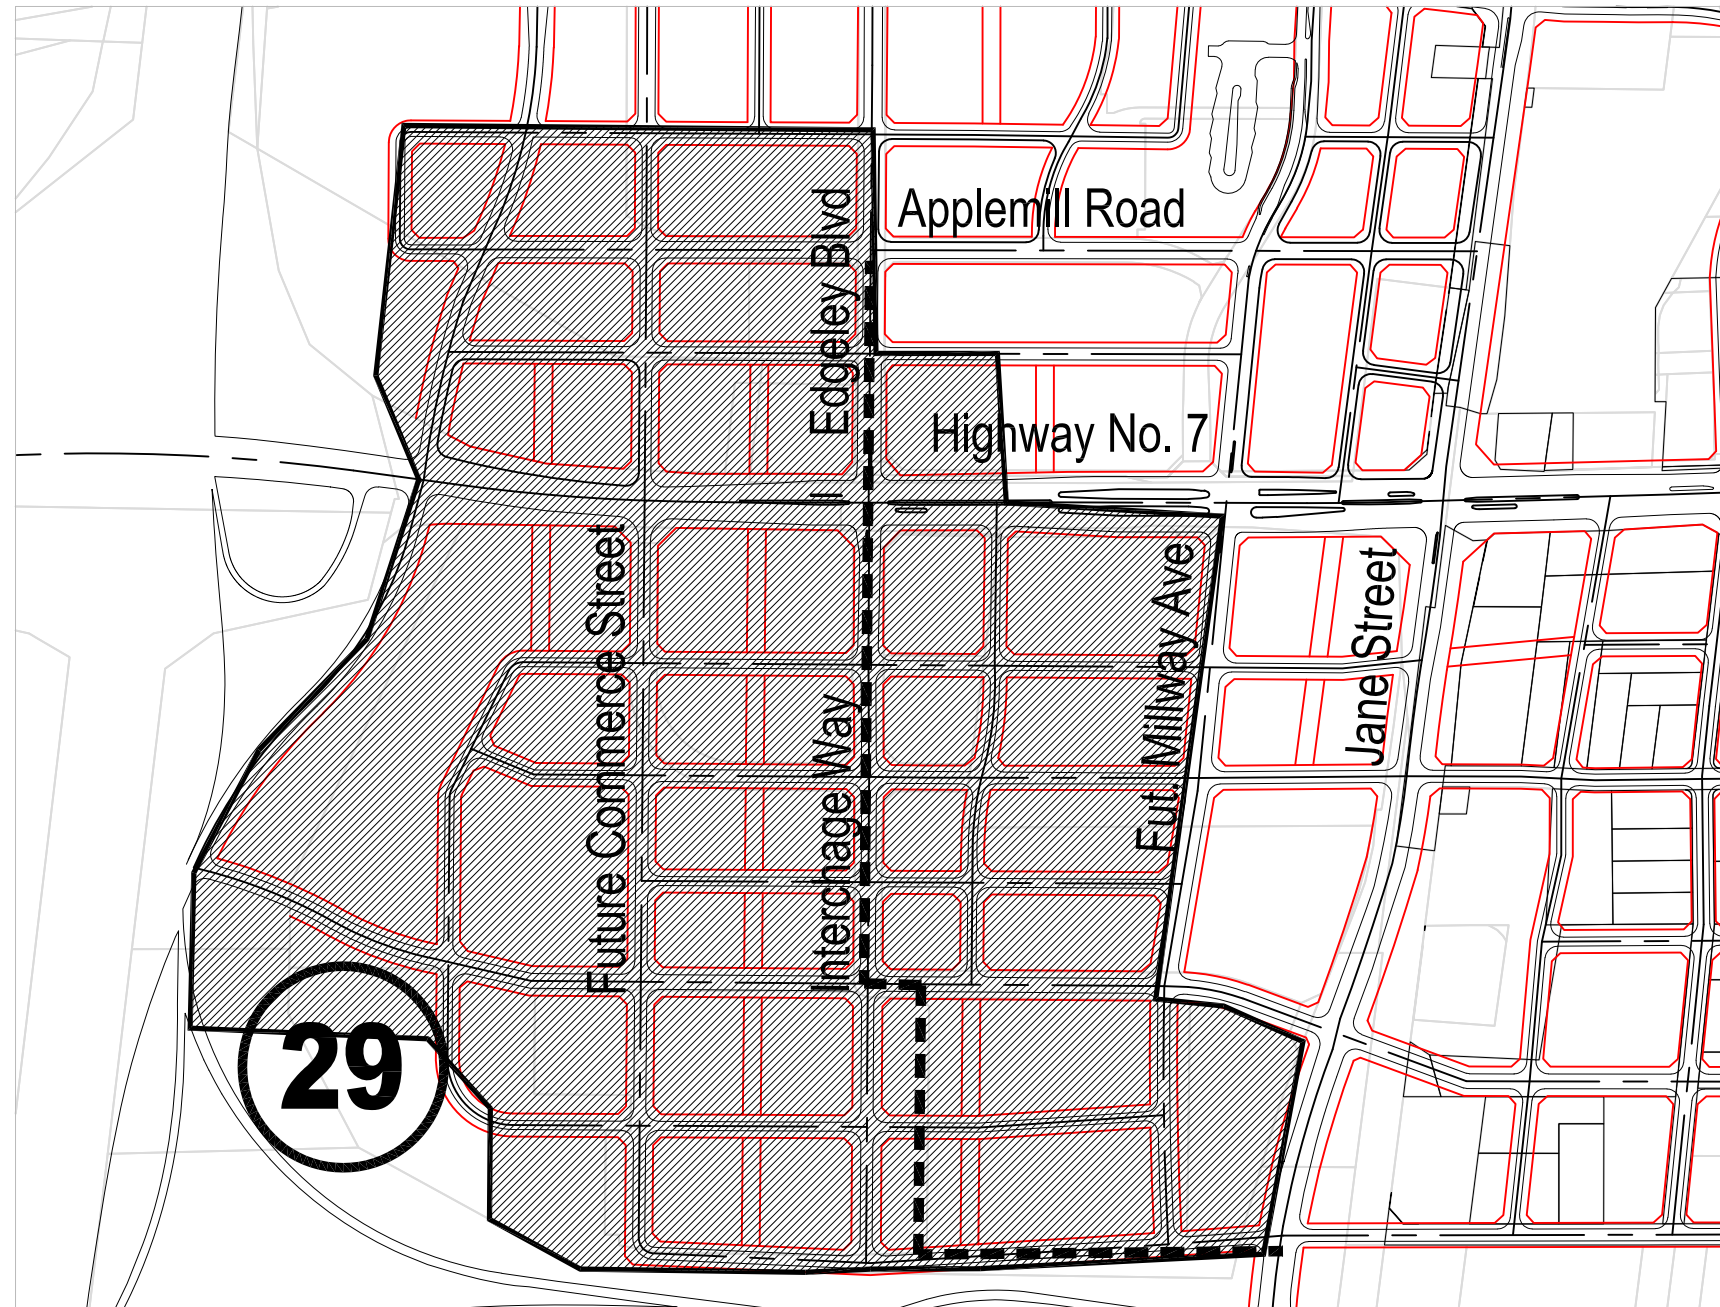 Applemill Road
Edgeley Blvd
Highway No. 7
Future Commerce Street
Fut. Millway Ave
Jane Street
Interchage Way
29